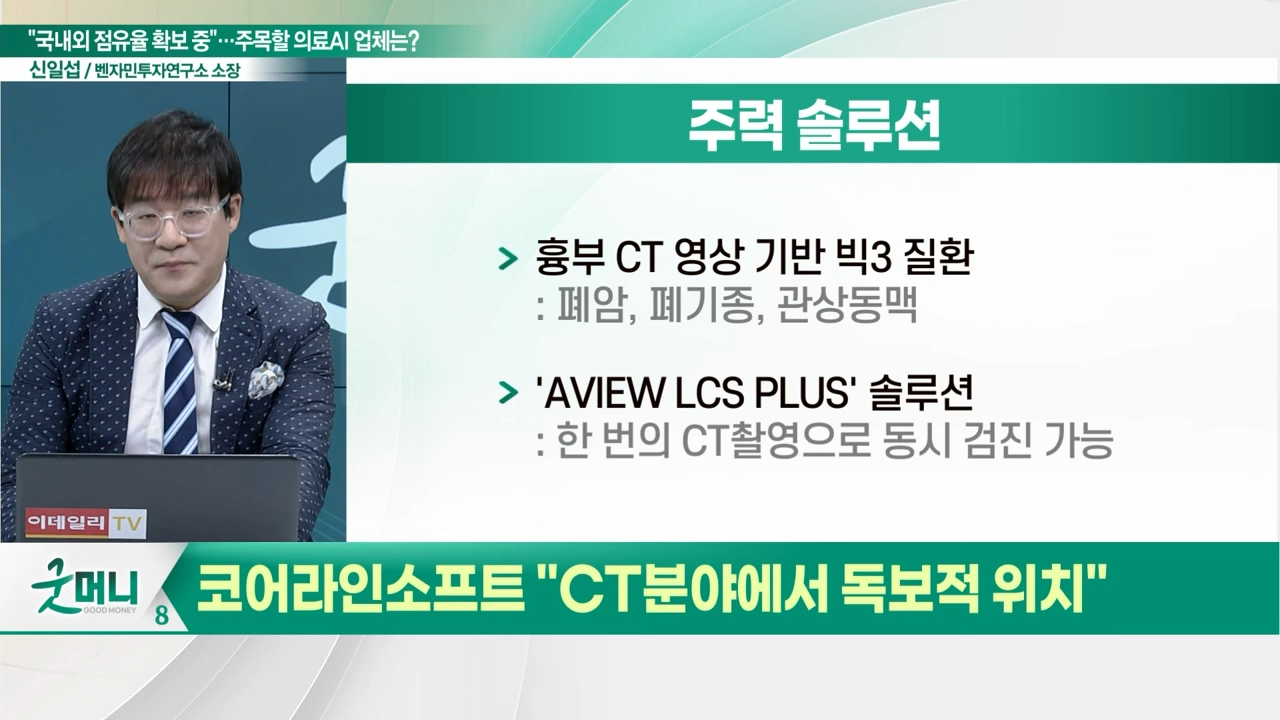 "국내외 점유율 확보 중"…주목할 의료AI 업체는?
신일섭 / 벤자민투자연구소 소장
주력 솔루션
> 흉부 CT 영상 기반 빅3 질환
: 폐암, 폐기종, 관상동맥
> 'AVIEW LCS PLUS' 솔루션
: 한 번의 CT촬영으로 동시 검진 가능
이데일리TV
굿머니
GOOD MONEY
8
코어라인소프트 "CT분야에서 독보적 위치"